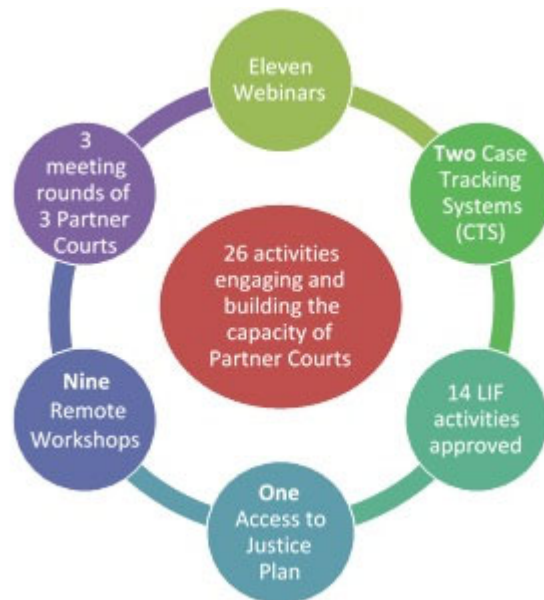 Eleven
Webinars
Two Case
Tracking
Systems
(CTS)
14 LIF
activities
approved
One
Access to
Justice
Plan
Nine
Remote
Workshops
3
meeting
rounds of
3 Partner
Courts
26 activities
engaging and
building the
capacity of
Partner Courts